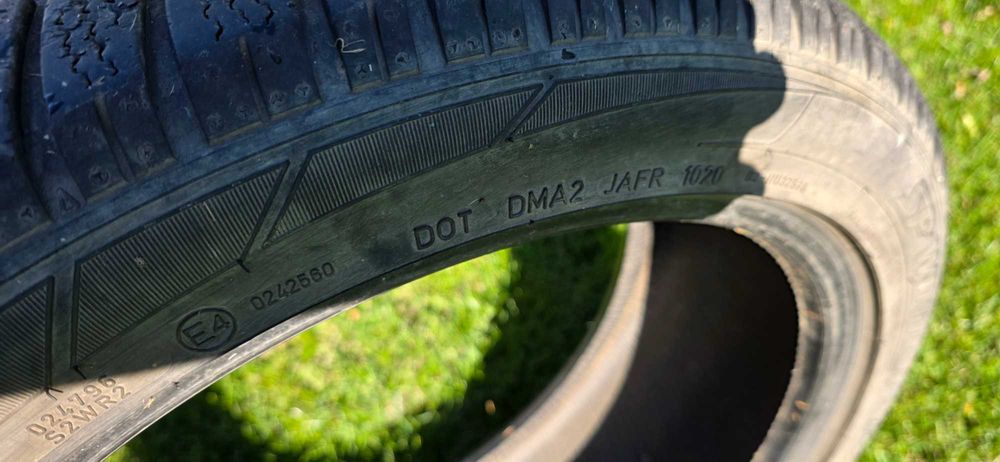 DOT DMA2 JAFR 1020
E4 0242560
024796
S2WR2